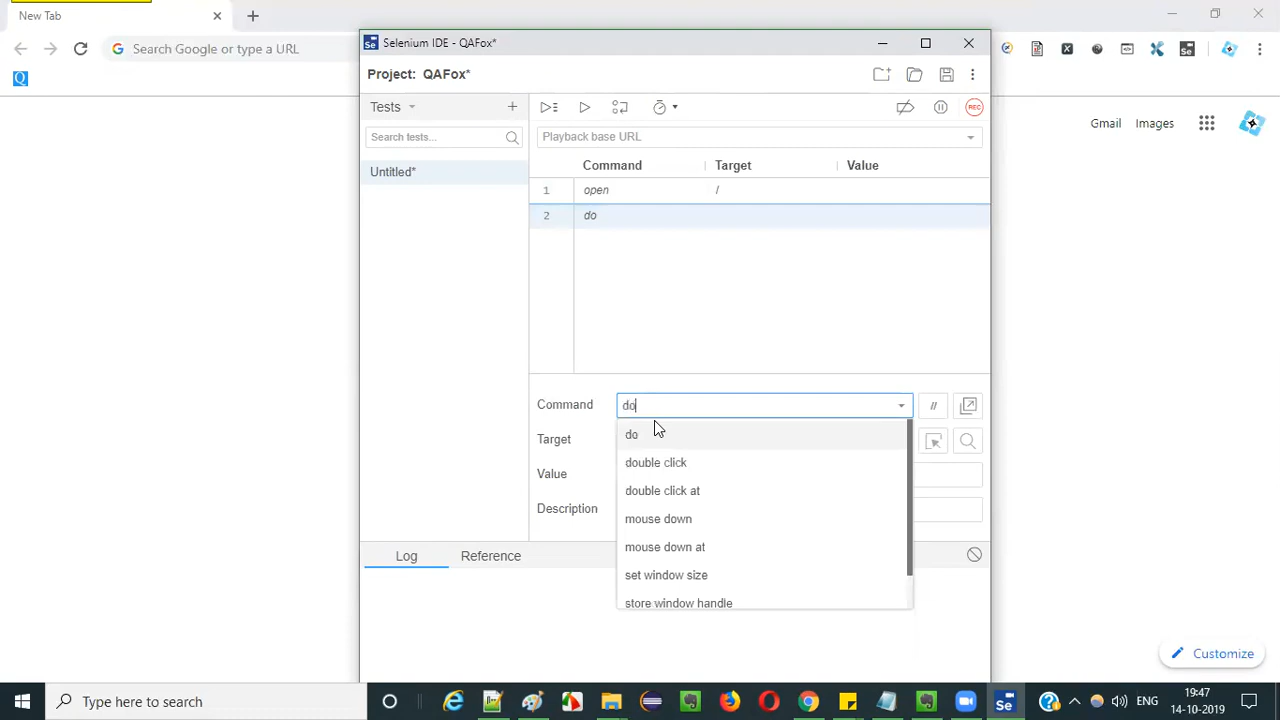 New Tab
Search Google or type a URL
Q
Se
Selenium IDE - QAFox*
Project: QAFox*
Tests
Search tests...
Untitled*
REC
Playback base URL
Command Target Value
1 open /
2 do
Command do //
Target
Value
Description
do
double click
double click at
mouse down
mouse down at
set window size
store window handle
Log Reference
Gmail Images
Customize
Type here to search
Se
ENG
19:47
14-10-2019